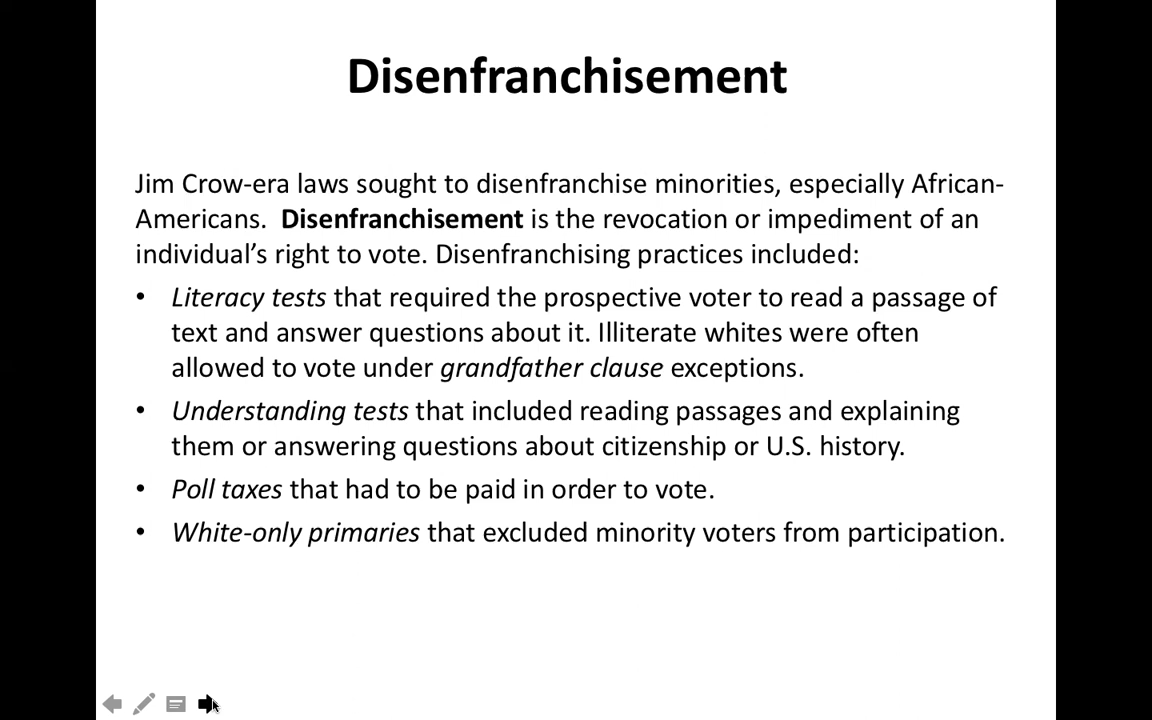 Disenfranchisement
Jim Crow-era laws sought to disenfranchise minorities, especially African-
Americans.  Disenfranchisement is the revocation or impediment of an
individual’s right to vote. Disenfranchising practices included:
• Literacy tests that required the prospective voter to read a passage of
text and answer questions about it. Illiterate whites were often
allowed to vote under grandfather clause exceptions.
• Understanding tests that included reading passages and explaining
them or answering questions about citizenship or U.S. history.
• Poll taxes that had to be paid in order to vote.
• White-only primaries that excluded minority voters from participation.